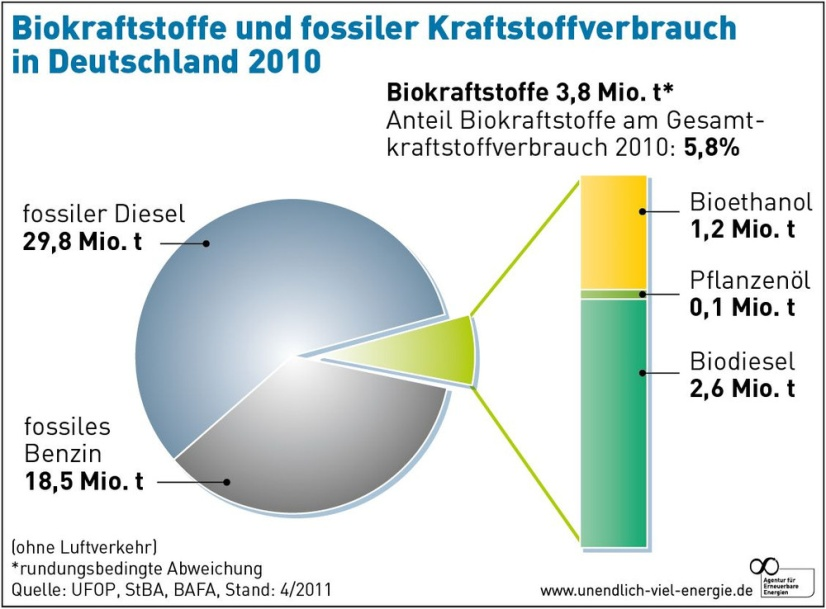 Biokraftstoffe und fossiler Kraftstoffverbrauch
in Deutschland 2010
Biokraftstoffe 3,8 Mio. t*
Anteil Biokraftstoffe am Gesamt-
kraftstoffverbrauch 2010: 5,8%
fossiler Diesel
29,8 Mio. t
Bioethanol
1,2 Mio. t
Pflanzenöl
0,1 Mio. t
Biodiesel
2,6 Mio. t
fossiles
Benzin
18,5 Mio. t
(ohne Luftverkehr)
*rundungsbedingte Abweichung
Quelle: UFOP, StBA, BAFA, Stand: 4/2011
www.unendlich-viel-energie.de
Agentur für
Erneuerbare
Energien